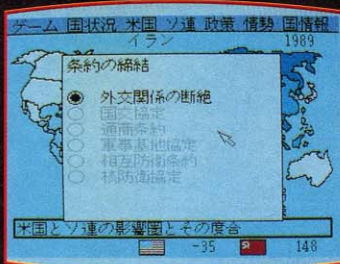 ゲーム 国状況 米国 ソ連 政策 情勢 国情報
イラン 1989
条約の締結
外交関係の断絶
国交協定
通商条約
軍事基地協定
相互防衛条約
核防衛協定
米国とソ連の影響圏とその度合
-35 148